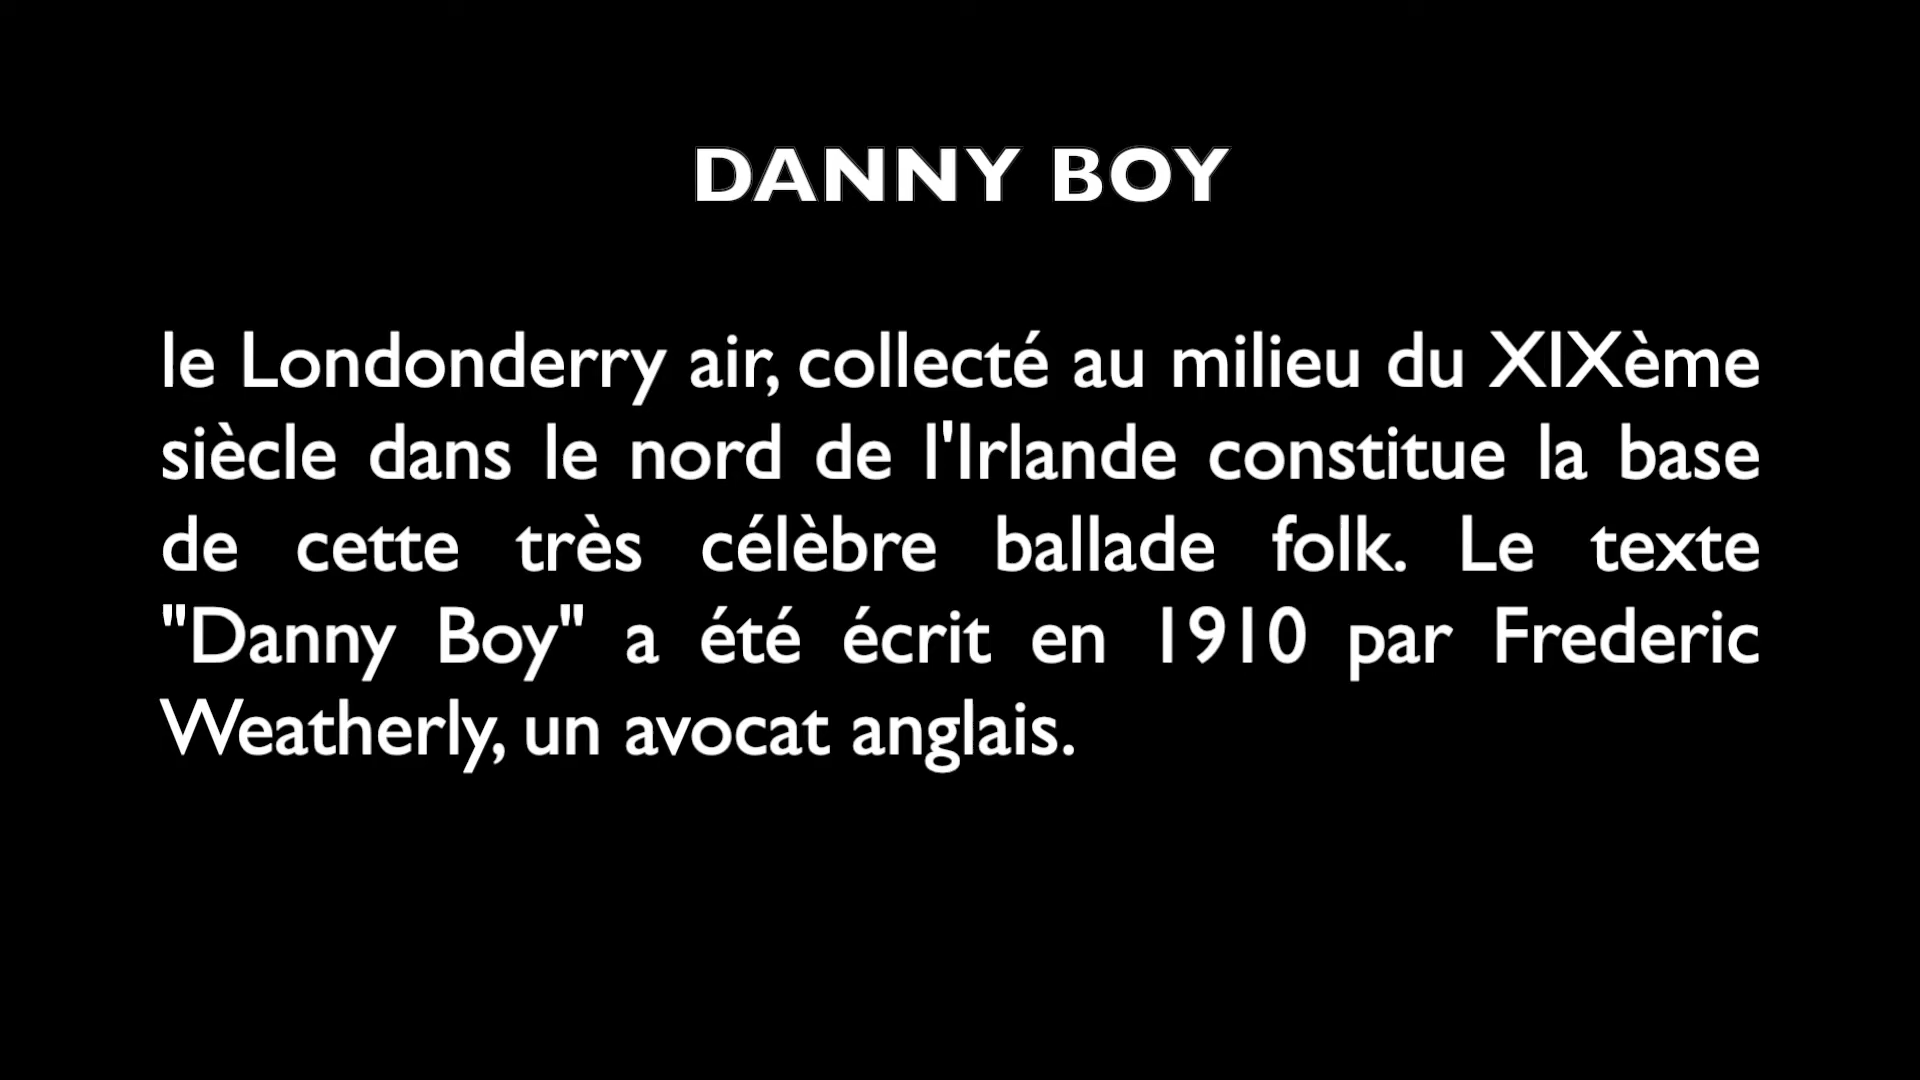 DANNY BOY
le Londonderry air, collecté au milieu du XIXème
siècle dans le nord de l'Irlande constitue la base
de cette très célèbre ballade folk. Le texte
"Danny Boy" a été écrit en 1910 par Frederic
Weatherly, un avocat anglais.